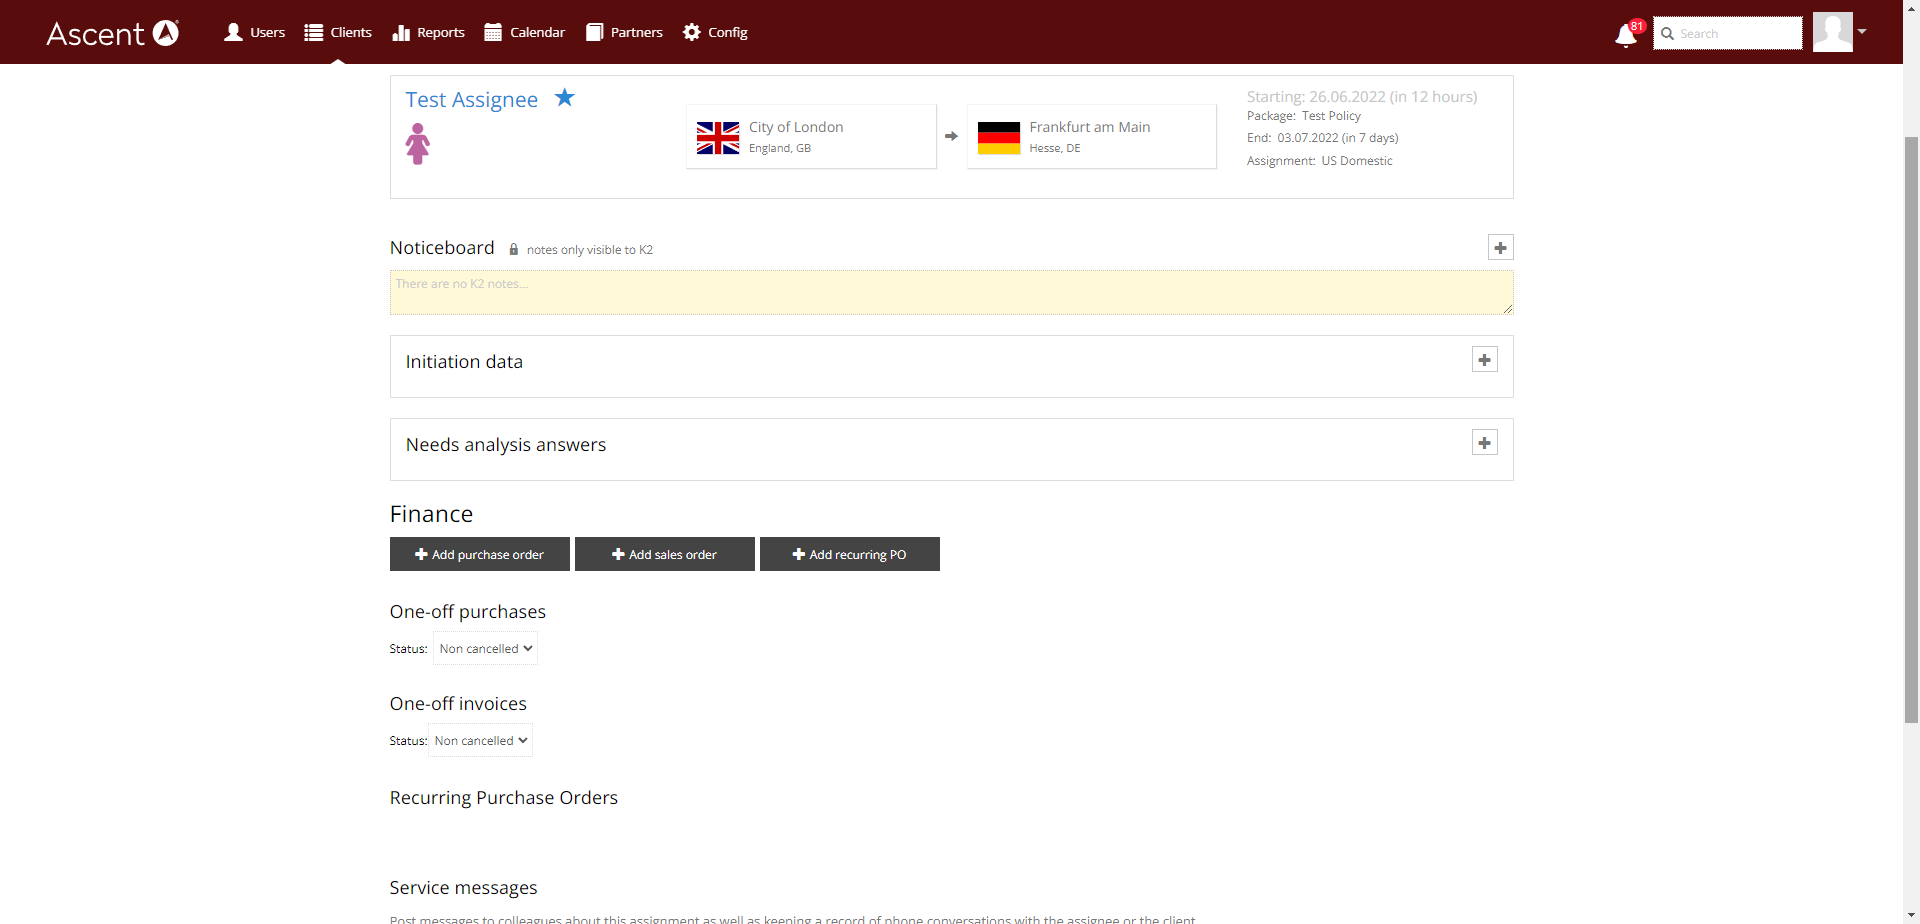 Ascent
Users
Clients
Reports
Calendar
Partners
Config
81
Search
Test Assignee
City of London
England, GB
Frankfurt am Main
Hesse, DE
Starting: 26.06.2022 (in 12 hours)
Package: Test Policy
End: 03.07.2022 (in 7 days)
Assignment: US Domestic
Noticeboard notes only visible to K2
There are no K2 notes...
Initiation data
Needs analysis answers
Finance
Add purchase order
Add sales order
Add recurring PO
One-off purchases
Status: Non cancelled
One-off invoices
Status: Non cancelled
Recurring Purchase Orders
Service messages
Post messages to colleagues about this assignment as well as keeping a record of phone conversations with the assignee or the client